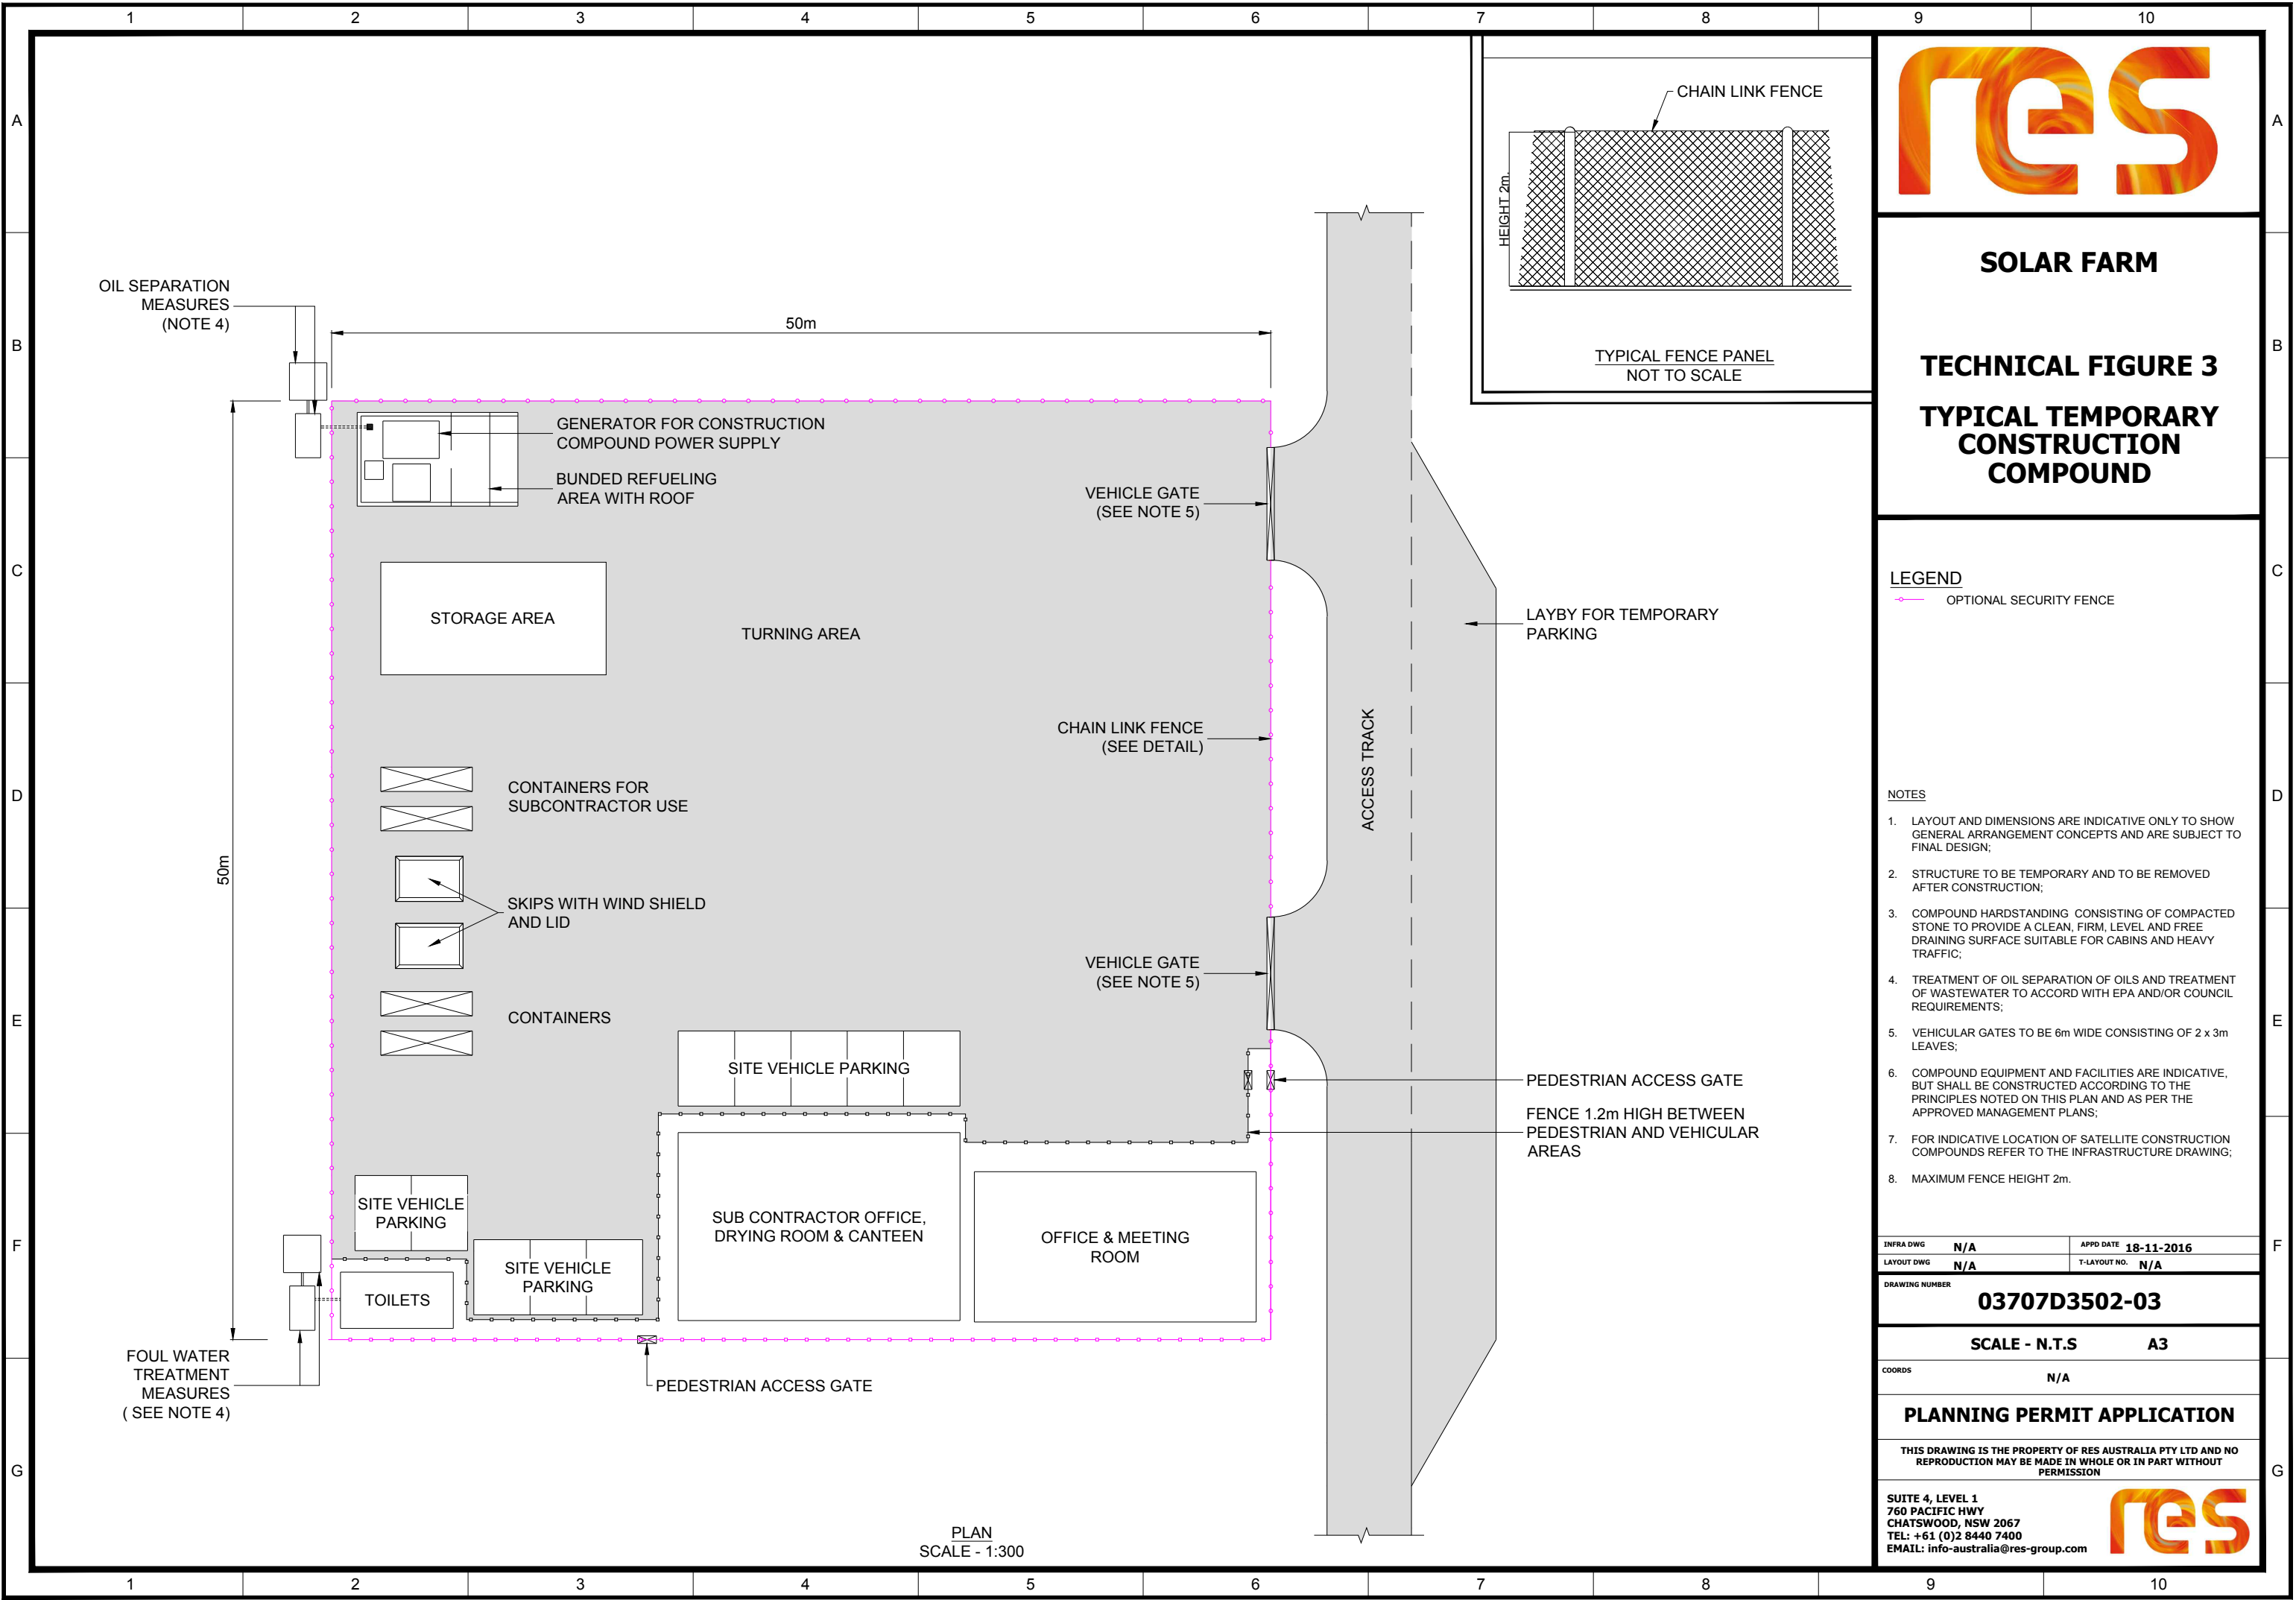 1 2 3 4 5 6 7 8 9 10
A
B
C
D
E
F
G
A
B
C
D
E
F
G
OIL SEPARATION
MEASURES
(NOTE 4)
50m
50m
GENERATOR FOR CONSTRUCTION
COMPOUND POWER SUPPLY
BUNDED REFUELING
AREA WITH ROOF
VEHICLE GATE
(SEE NOTE 5)
STORAGE AREA
TURNING AREA
CHAIN LINK FENCE
(SEE DETAIL)
ACCESS TRACK
LAYBY FOR TEMPORARY
PARKING
CONTAINERS FOR
SUBCONTRACTOR USE
SKIPS WITH WIND SHIELD
AND LID
VEHICLE GATE
(SEE NOTE 5)
CONTAINERS
SITE VEHICLE PARKING
PEDESTRIAN ACCESS GATE
FENCE 1.2m HIGH BETWEEN
PEDESTRIAN AND VEHICULAR
AREAS
SITE VEHICLE
PARKING
SUB CONTRACTOR OFFICE,
DRYING ROOM & CANTEEN
OFFICE & MEETING
ROOM
SITE VEHICLE
PARKING
TOILETS
FOUL WATER
TREATMENT
MEASURES
( SEE NOTE 4)
PEDESTRIAN ACCESS GATE
PLAN
SCALE - 1:300
CHAIN LINK FENCE
HEIGHT 2m.
TYPICAL FENCE PANEL
NOT TO SCALE
res
SOLAR FARM
TECHNICAL FIGURE 3
TYPICAL TEMPORARY
CONSTRUCTION
COMPOUND
LEGEND
OPTIONAL SECURITY FENCE
NOTES
1. LAYOUT AND DIMENSIONS ARE INDICATIVE ONLY TO SHOW
GENERAL ARRANGEMENT CONCEPTS AND ARE SUBJECT TO
FINAL DESIGN;
2. STRUCTURE TO BE TEMPORARY AND TO BE REMOVED
AFTER CONSTRUCTION;
3. COMPOUND HARDSTANDING CONSISTING OF COMPACTED
STONE TO PROVIDE A CLEAN, FIRM, LEVEL AND FREE
DRAINING SURFACE SUITABLE FOR CABINS AND HEAVY
TRAFFIC;
4. TREATMENT OF OIL SEPARATION OF OILS AND TREATMENT
OF WASTEWATER TO ACCORD WITH EPA AND/OR COUNCIL
REQUIREMENTS;
5. VEHICULAR GATES TO BE 6m WIDE CONSISTING OF 2 x 3m
LEAVES;
6. COMPOUND EQUIPMENT AND FACILITIES ARE INDICATIVE,
BUT SHALL BE CONSTRUCTED ACCORDING TO THE
PRINCIPLES NOTED ON THIS PLAN AND AS PER THE
APPROVED MANAGEMENT PLANS;
7. FOR INDICATIVE LOCATION OF SATELLITE CONSTRUCTION
COMPOUNDS REFER TO THE INFRASTRUCTURE DRAWING;
8. MAXIMUM FENCE HEIGHT 2m.
INFRA DWG N/A APPD DATE 18-11-2016
LAYOUT DWG N/A T-LAYOUT NO. N/A
DRAWING NUMBER
03707D3502-03
SCALE - N.T.S A3
COORDS
N/A
PLANNING PERMIT APPLICATION
THIS DRAWING IS THE PROPERTY OF RES AUSTRALIA PTY LTD AND NO
REPRODUCTION MAY BE MADE IN WHOLE OR IN PART WITHOUT
PERMISSION
SUITE 4, LEVEL 1
760 PACIFIC HWY
CHATSWOOD, NSW 2067
TEL: +61 (0)2 8440 7400
EMAIL: info-australia@res-group.com
res
1 2 3 4 5 6 7 8 9 10